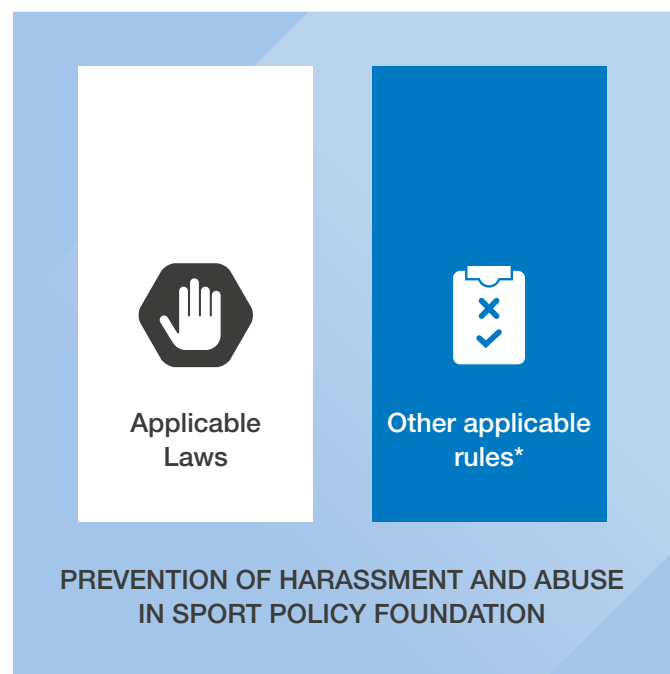 Applicable
Laws
Other applicable
rules*
PREVENTION OF HARASSMENT AND ABUSE
IN SPORT POLICY FOUNDATION